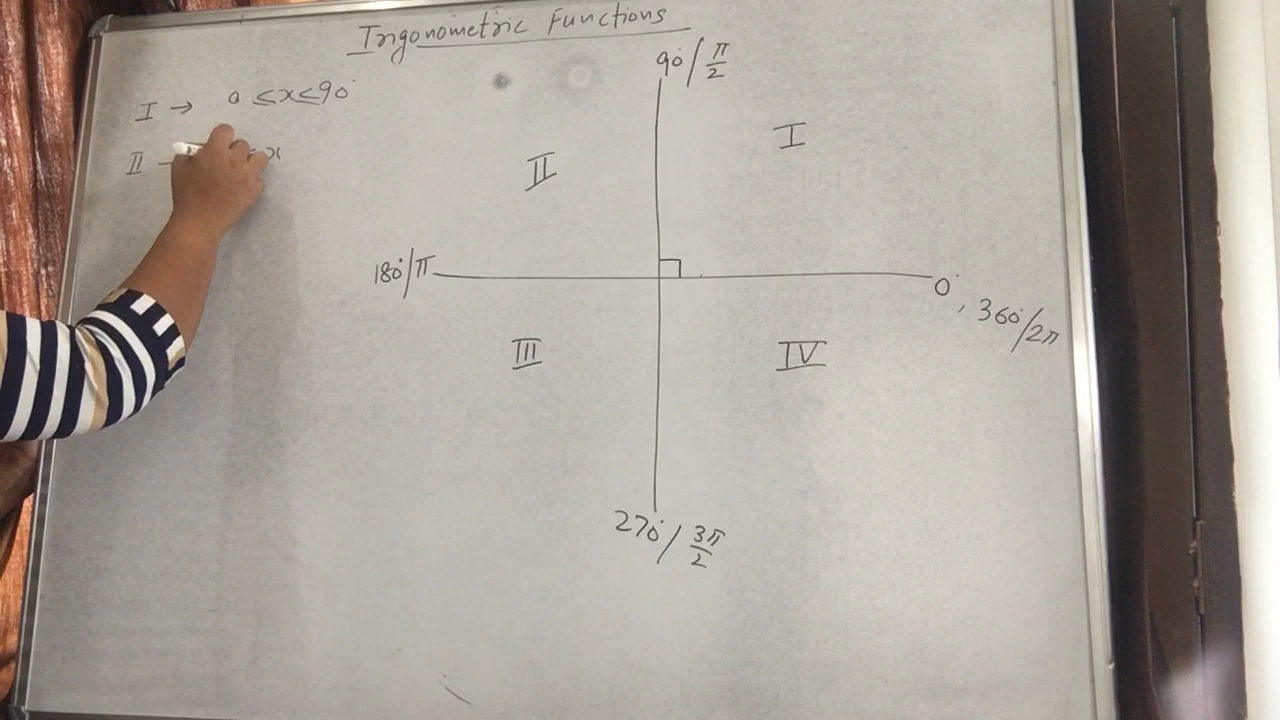 Trigonometric Functions
90°/π/2
I → 0 ≤x≤90°
I
II x
II
180°/π
0°, 360°/2π
III
IV
270°/3π/2